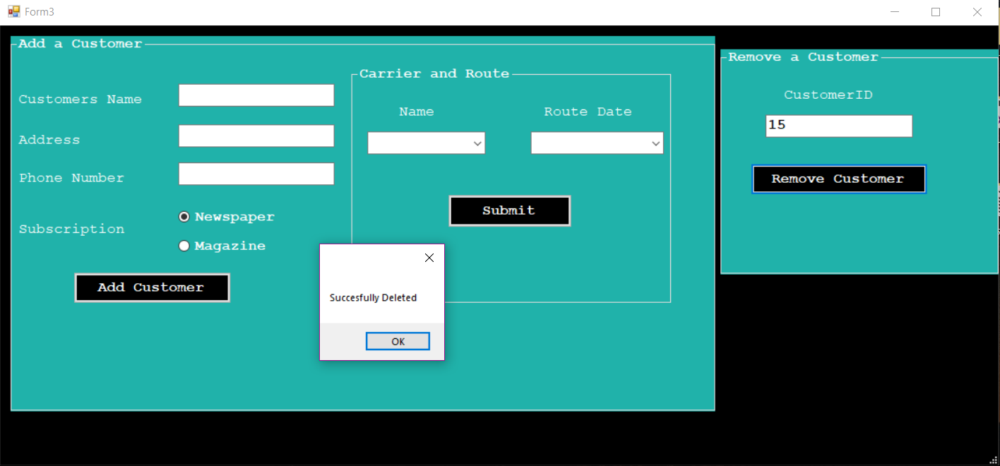 Form3
Add a Customer
Customers Name
Address
Phone Number
Subscription
Newspaper
Magazine
Add Customer
Carrier and Route
Name
Route Date
Submit
Succesfully Deleted
OK
Remove a Customer
CustomerID
15
Remove Customer